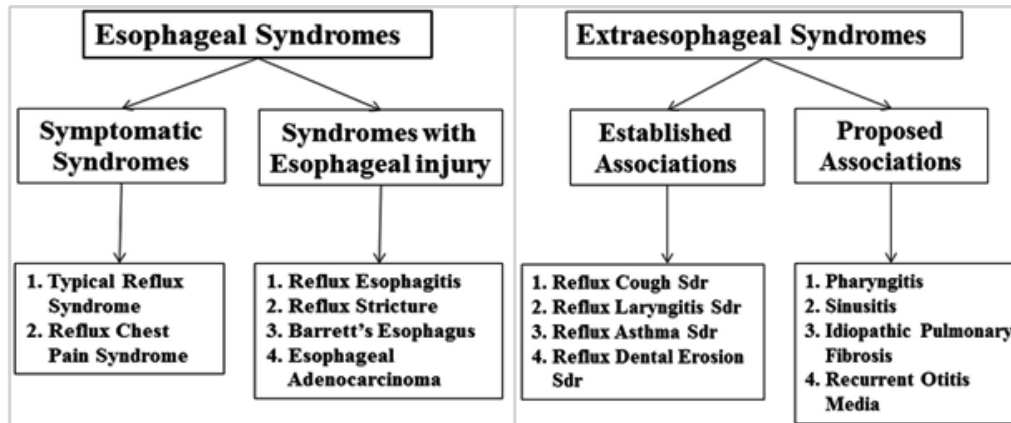 Esophageal Syndromes
Symptomatic
Syndromes
Syndromes with
Esophageal injury
1. Typical Reflux
Syndrome
2. Reflux Chest
Pain Syndrome
1. Reflux Esophagitis
2. Reflux Stricture
3. Barrett's Esophagus
4. Esophageal
Adenocarcinoma
Extraesophageal Syndromes
Established
Associations
Proposed
Associations
1. Reflux Cough Sdr
2. Reflux Laryngitis Sdr
3. Reflux Asthma Sdr
4. Reflux Dental Erosion
Sdr
1. Pharyngitis
2. Sinusitis
3. Idiopathic Pulmonary
Fibrosis
4. Recurrent Otitis
Media